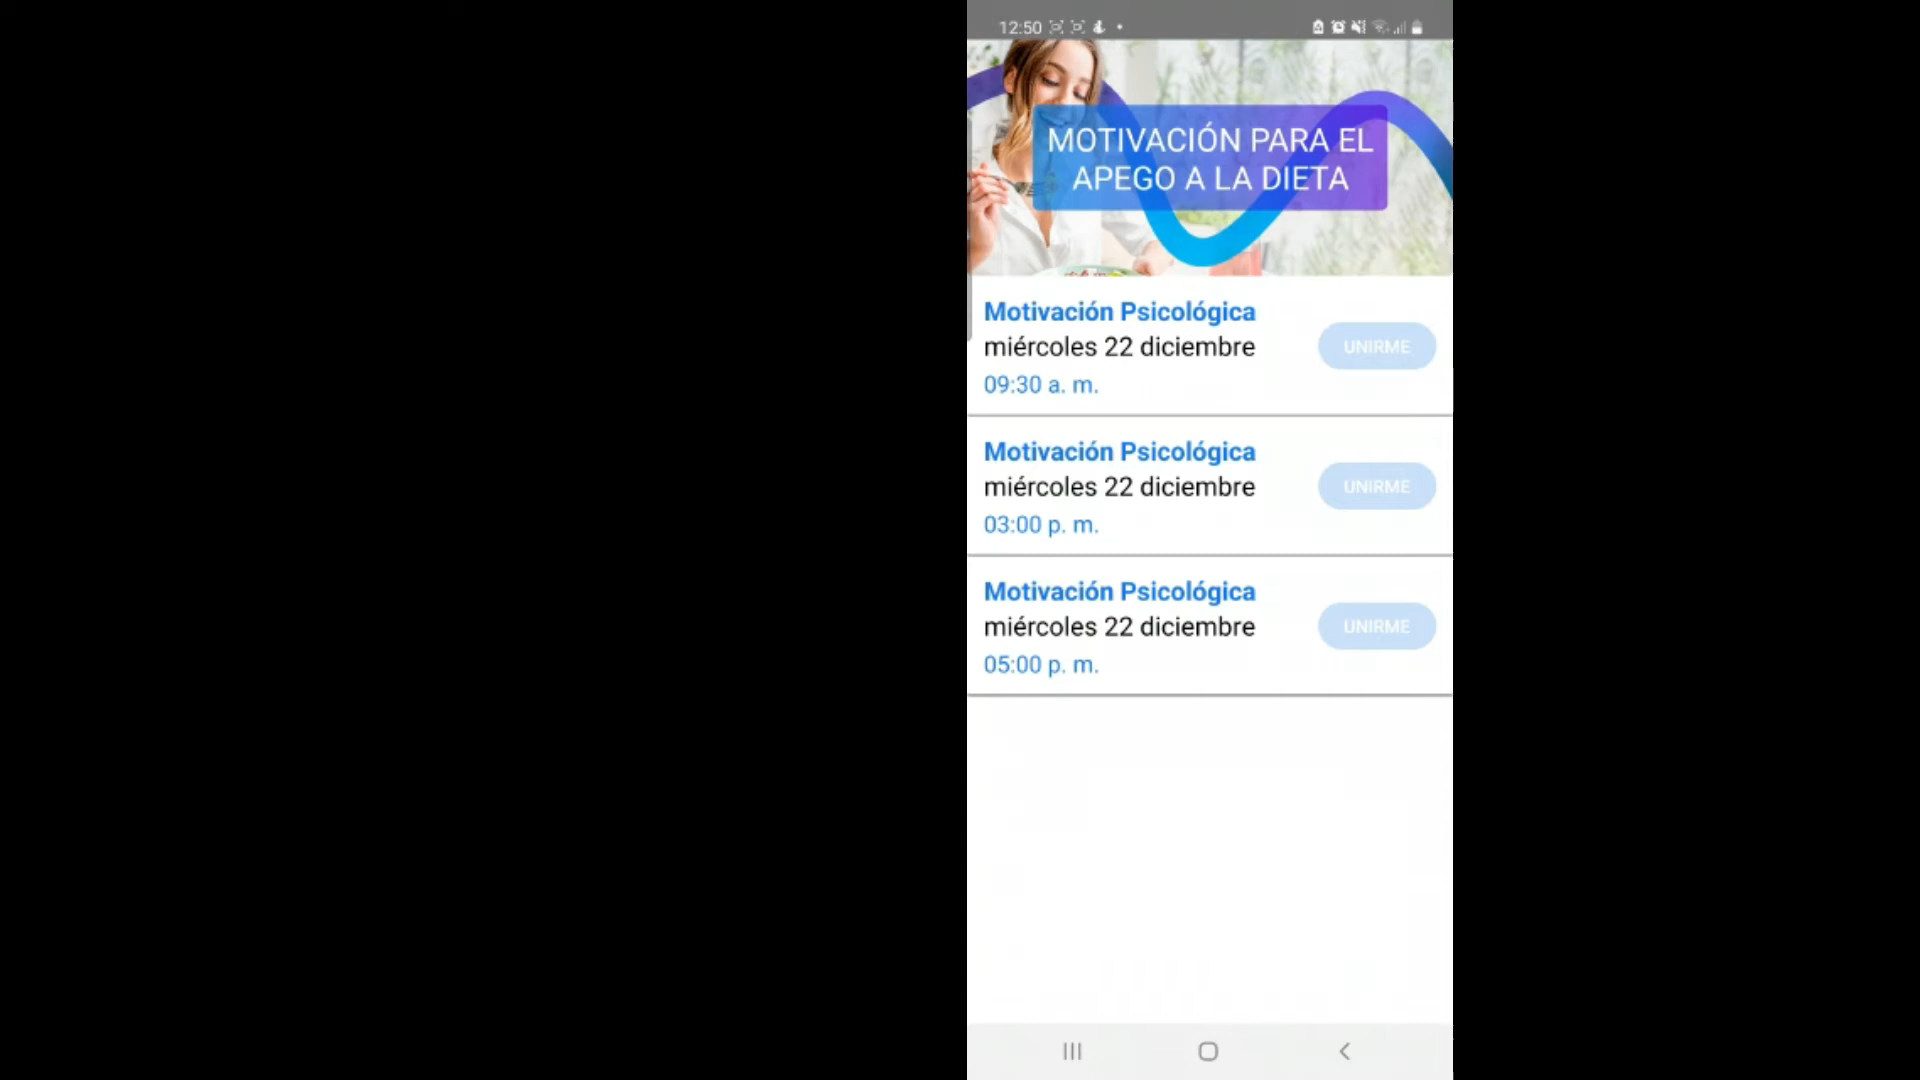 12:50
MOTIVACIÓN PARA EL
APEGO A LA DIETA
Motivación Psicológica
miércoles 22 diciembre
UNIRME
09:30 a. m.
Motivación Psicológica
miércoles 22 diciembre
UNIRME
03:00 p. m.
Motivación Psicológica
miércoles 22 diciembre
UNIRME
05:00 p. m.